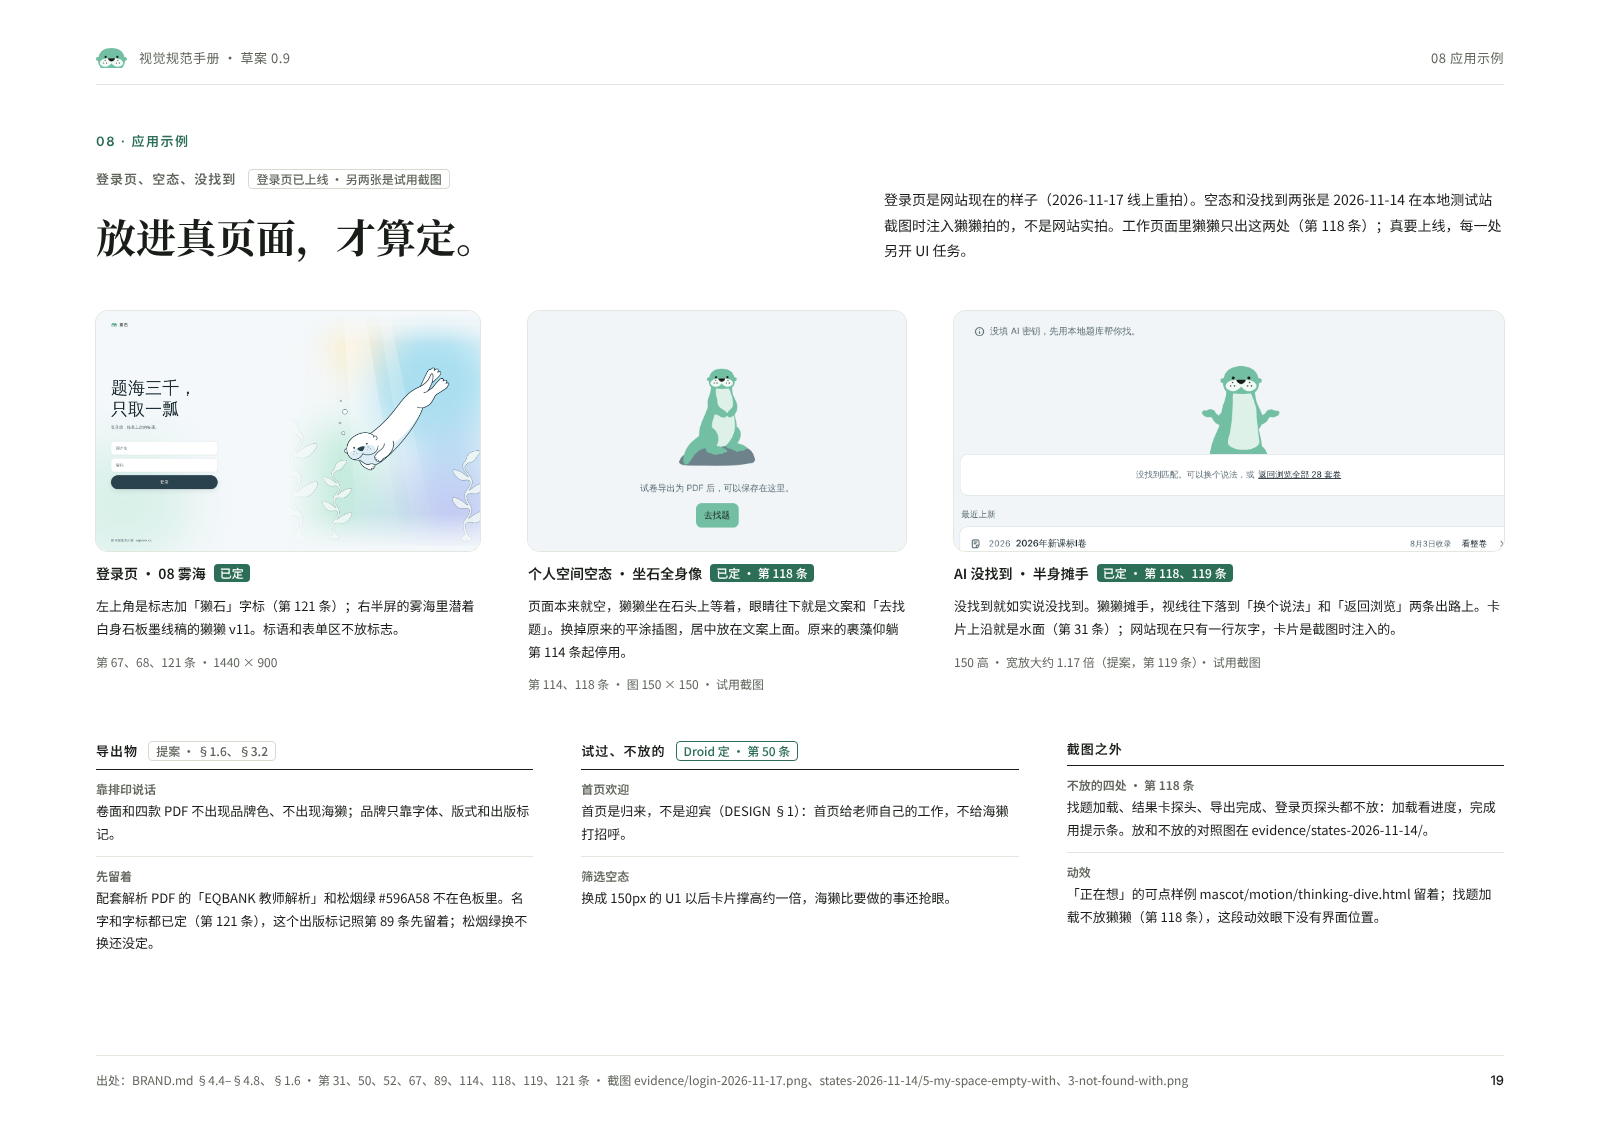 视觉规范手册 · 草案 0.9
08 应用示例
08 · 应用示例
登录页、空态、没找到 登录页已上线 · 另两张是试用截图
放进真页面，才算定。
登录页是网站现在的样子（2026-11-17 线上重拍）。空态和没找到两张是 2026-11-14 在本地测试站
截图时注入獭獭拍的，不是网站实拍。工作页面里獭獭只出这两处（第 118 条）；真要上线，每一处
另开 UI 任务。
题海三千，
只取一瓢
登录
试卷导出为 PDF 后，可以保存在这里。
去找题
没填 AI 密钥，先用本地题库帮你找。
没找到匹配。可以换个说法，或 返回浏览全部 28 套卷
最近上新
2026 2026年新课标Ⅰ卷 8月3日收录 看整卷
登录页 · 08 雾海 已定
左上角是标志加「獭石」字标（第 121 条）；右半屏的雾海里潜着
白身石板墨线稿的獭獭 v11。标语和表单区不放标志。
第 67、68、121 条 · 1440 × 900
个人空间空态 · 坐石全身像 已定 · 第 118 条
页面本来就空，獭獭坐在石头上等着，眼睛往下就是文案和「去找
题」。换掉原来的平涂插图，居中放在文案上面。原来的裹藻仰躺
第 114 条起停用。
第 114、118 条 · 图 150 × 150 · 试用截图
AI 没找到 · 半身摊手 已定 · 第 118、119 条
没找到就如实说没找到。獭獭摊手，视线往下落到「换个说法」和「返回浏览」两条出路上。卡
片上沿就是水面（第 31 条）；网站现在只有一行灰字，卡片是截图时注入的。
150 高 · 宽放大约 1.17 倍（提案，第 119 条）· 试用截图
导出物 提案 · §1.6、§3.2
靠排印说话
卷面和四款 PDF 不出现品牌色、不出现海獭；品牌只靠字体、版式和出版标
记。
先留着
配套解析 PDF 的「EQBANK 教师解析」和松烟绿 #596A58 不在色板里。名
字和字标都已定（第 121 条），这个出版标记照第 89 条先留着；松烟绿换不
换还没定。
试过、不放的 Droid 定 · 第 50 条
首页欢迎
首页是归来，不是迎宾（DESIGN §1）：首页给老师自己的工作，不给海獭
打招呼。
筛选空态
换成 150px 的 U1 以后卡片撑高约一倍，海獭比要做的事还抢眼。
截图之外
不放的四处 · 第 118 条
找题加载、结果卡探头、导出完成、登录页探头都不放：加载看进度，完成
用提示条。放和不放的对照图在 evidence/states-2026-11-14/。
动效
「正在想」的可点样例 mascot/motion/thinking-dive.html 留着；找题加
载不放獭獭（第 118 条），这段动效眼下没有界面位置。
出处：BRAND.md §4.4–§4.8、§1.6 · 第 31、50、52、67、89、114、118、119、121 条 · 截图 evidence/login-2026-11-17.png、states-2026-11-14/5-my-space-empty-with、3-not-found-with.png
19